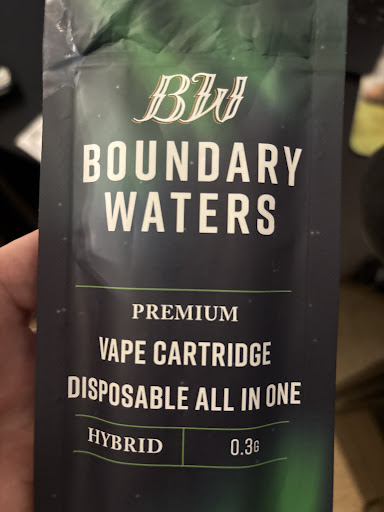 BW
BOUNDARY
WATERS
PREMIUM
VAPE CARTRIDGE
DISPOSABLE ALL IN ONE
HYBRID 0.3G